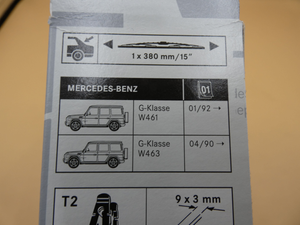 1 x 380 mm/15"
MERCEDES-BENZ 01
G-Klasse 01/92 →
W461
G-Klasse 04/90 →
W463
T2 9 x 3 mm